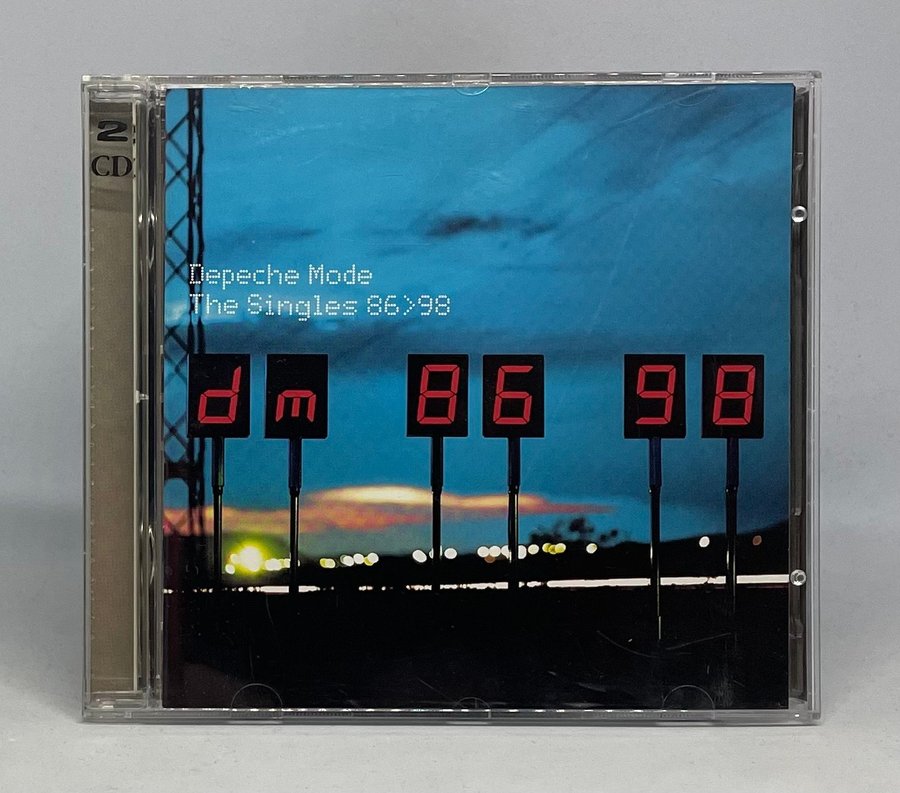 2
CD
Depeche Mode
The Singles 86>98
dm 86 98